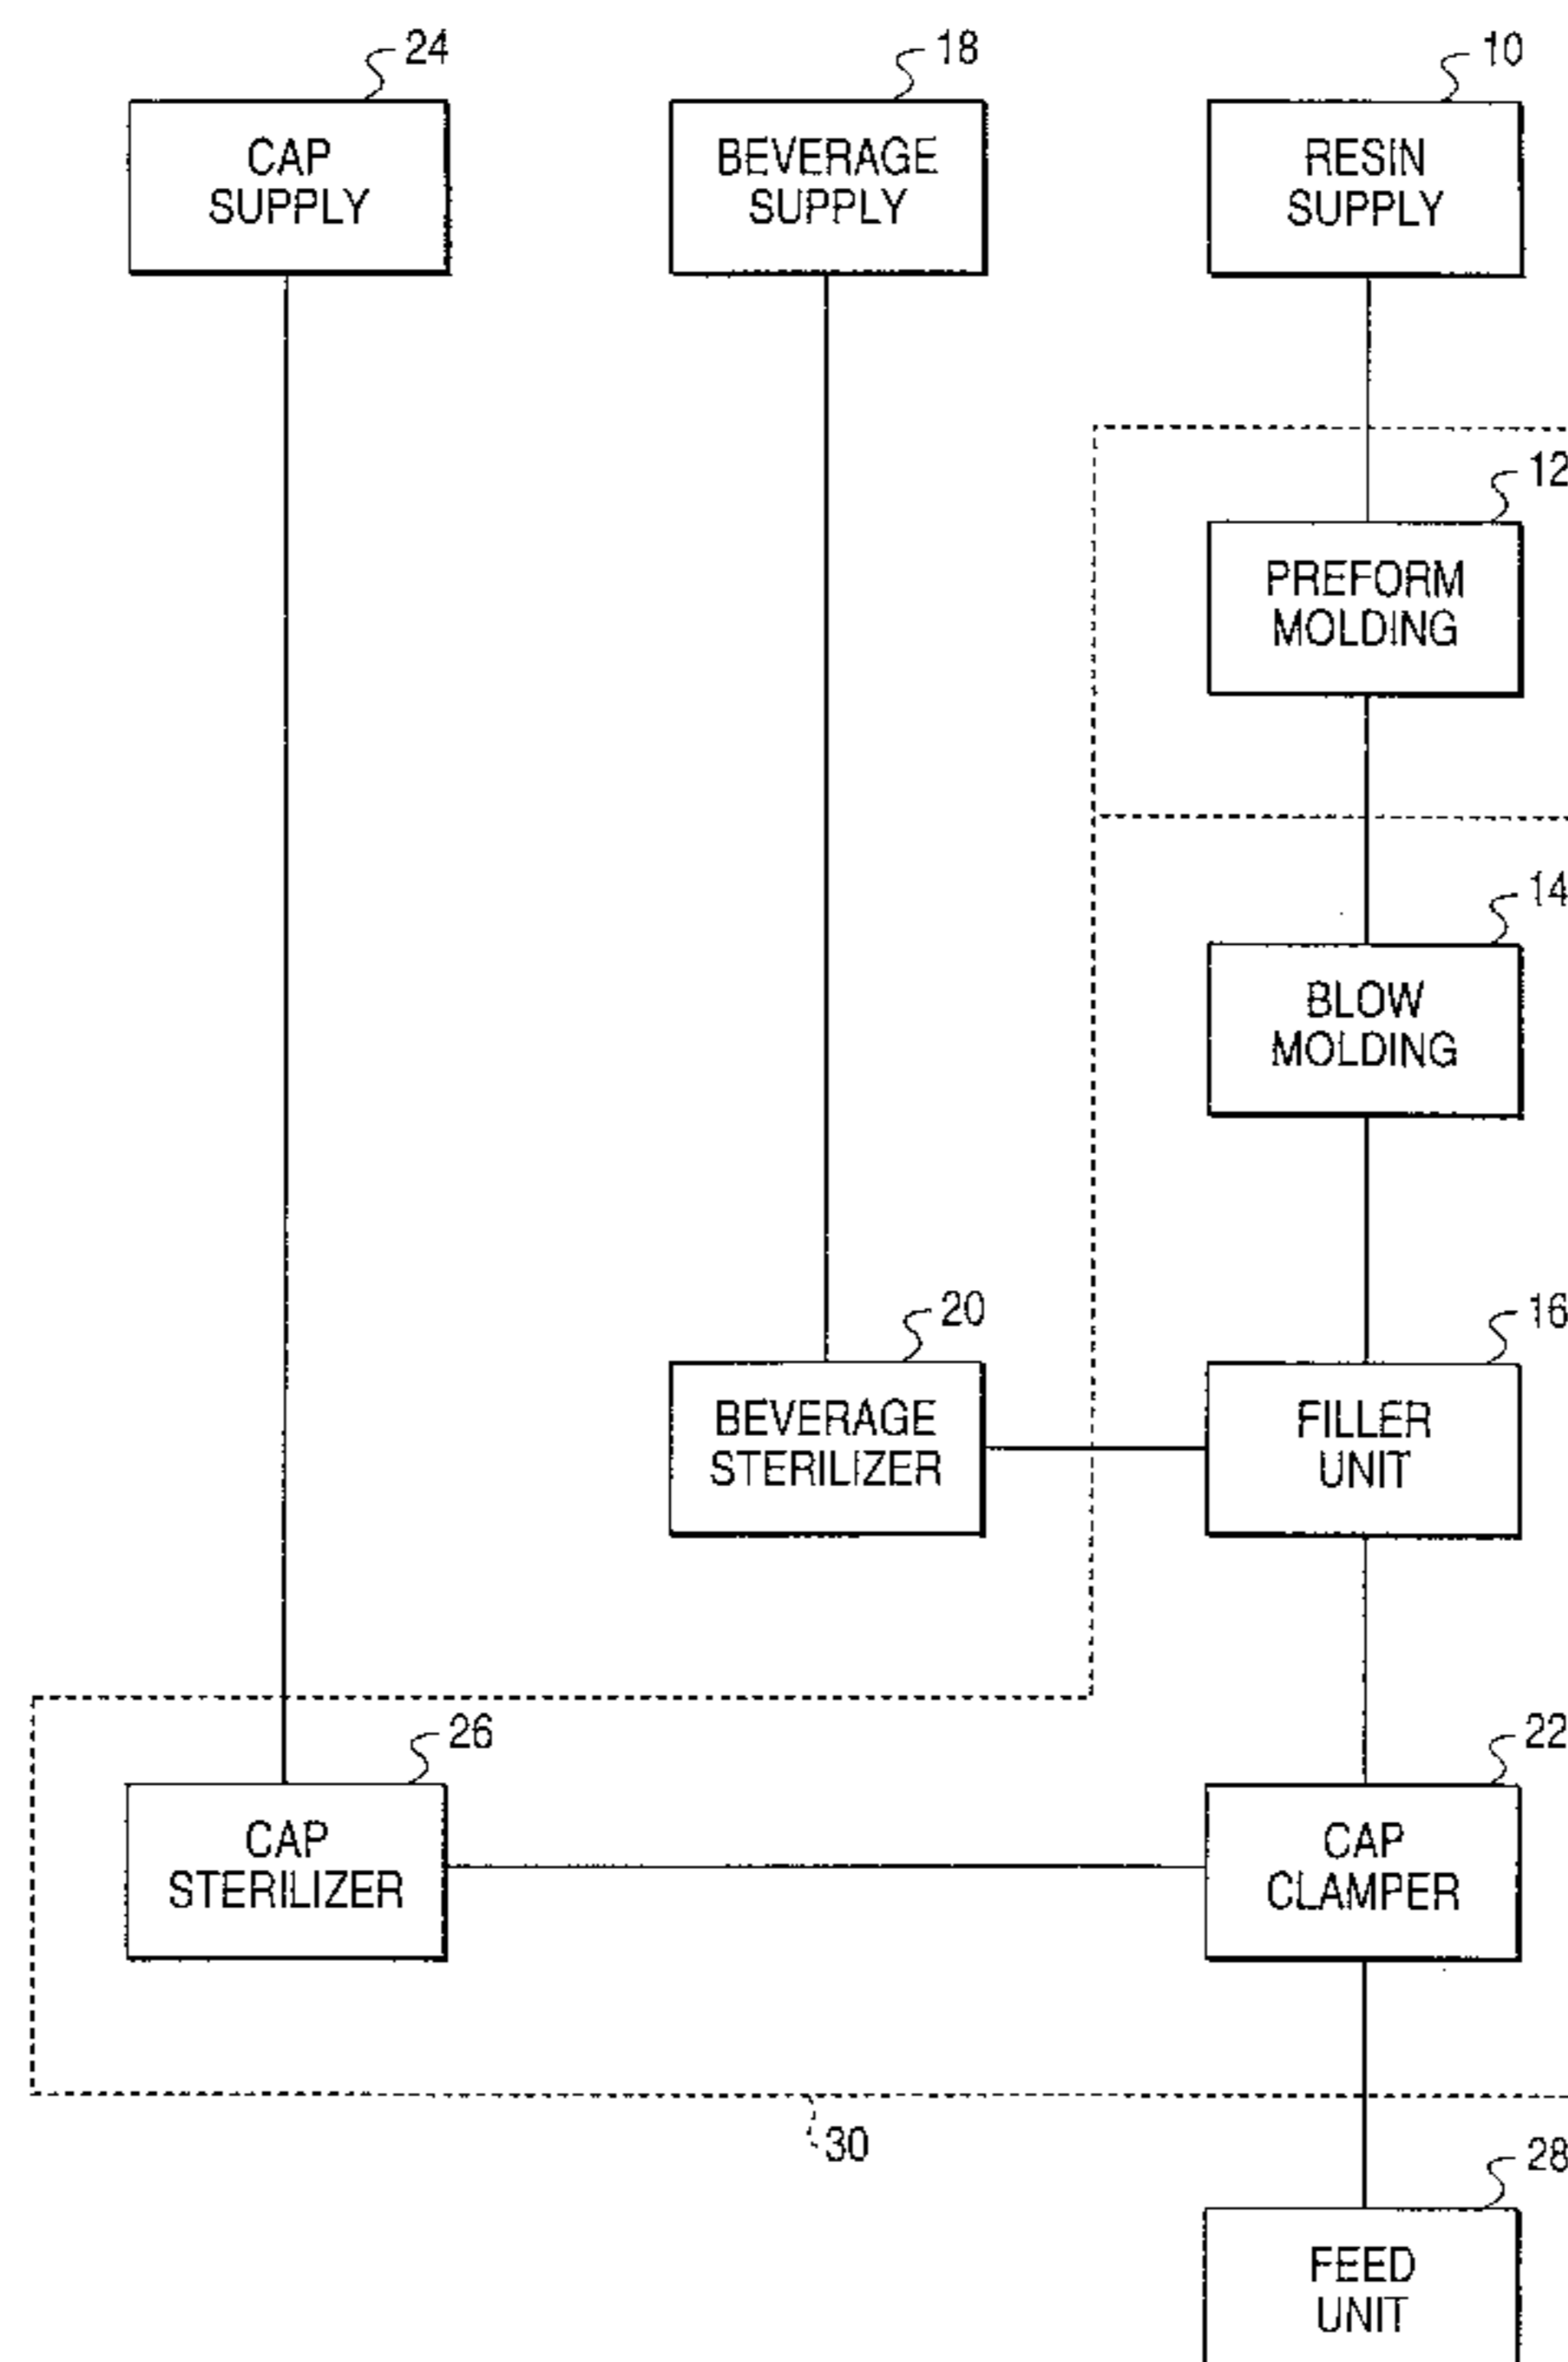 24
18
10
CAP
SUPPLY
BEVERAGE
SUPPLY
RESIN
SUPPLY
12
PREFORM
MOLDING
14
BLOW
MOLDING
20
16
BEVERAGE
STERILIZER
FILLER
UNIT
26
22
CAP
STERILIZER
CAP
CLAMPER
30
28
FEED
UNIT